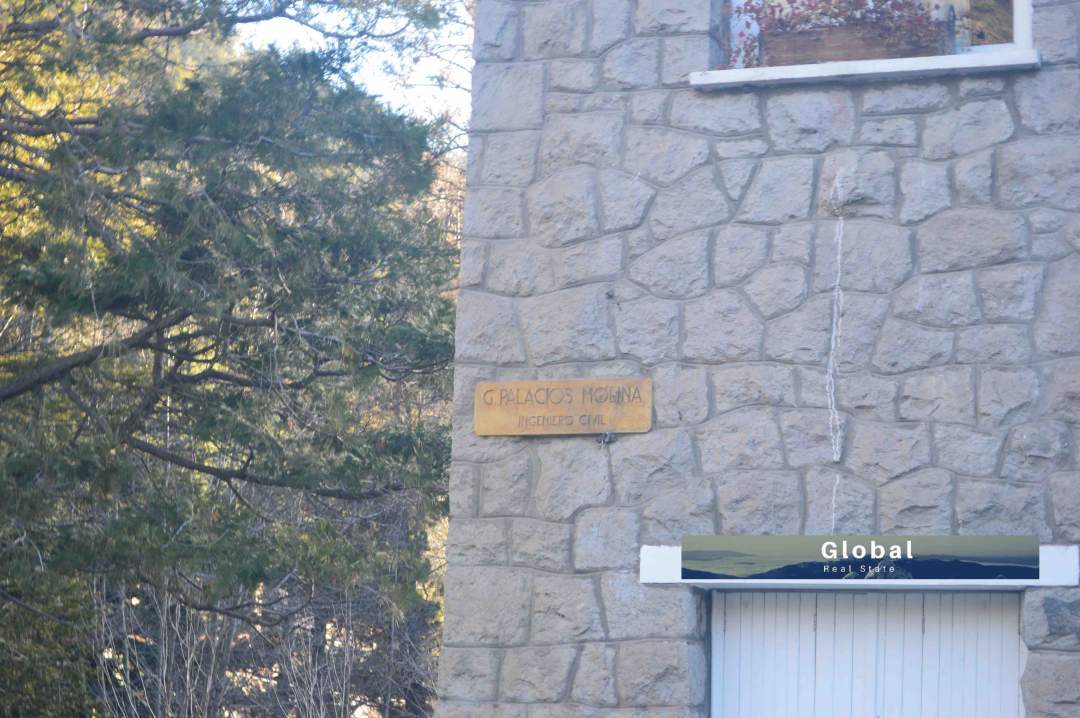 G. PALACIOS MOLINA
INGENIERO CIVIL
Global
Real State